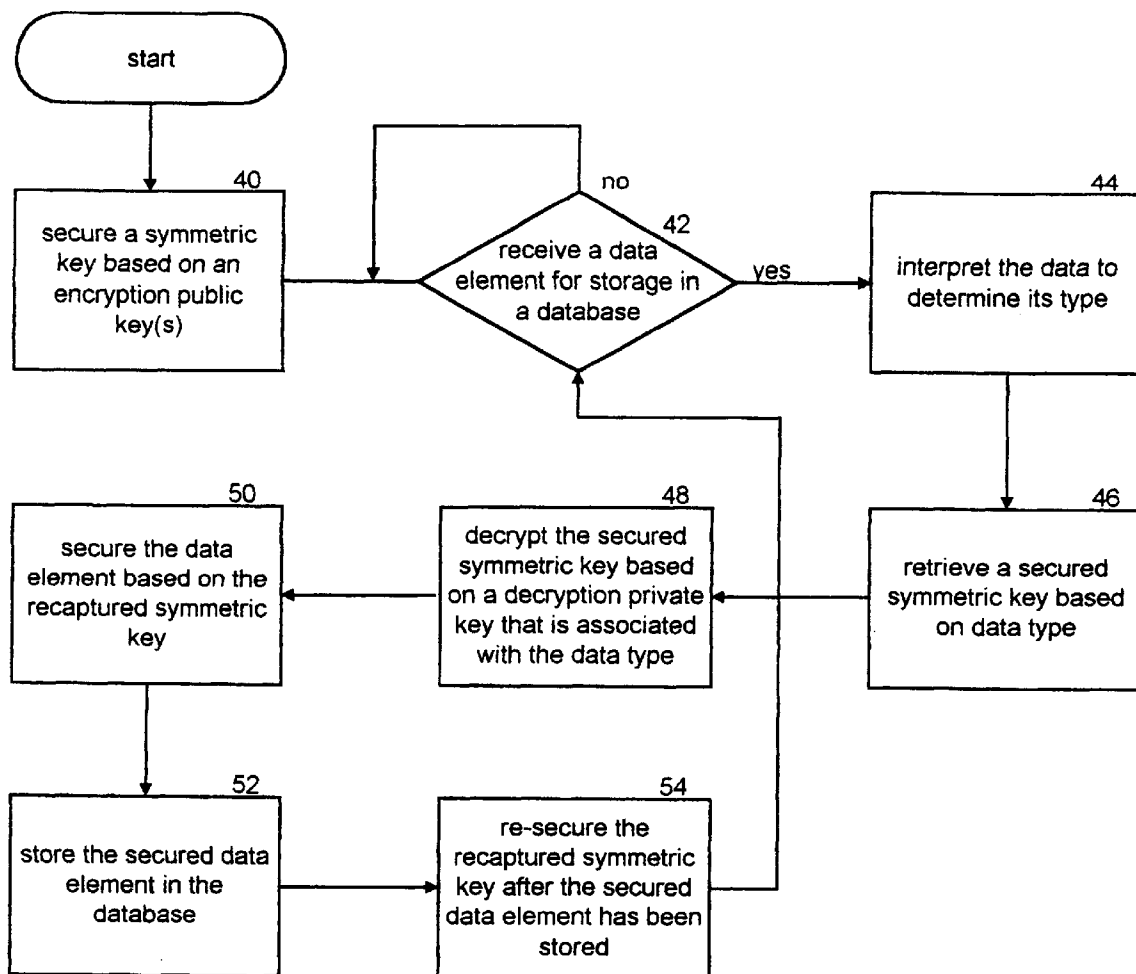 start
40
secure a symmetric
key based on an
encryption public
key(s)
no
42
receive a data
element for storage in
a database
yes
44
interpret the data to
determine its type
46
retrieve a secured
symmetric key based
on data type
48
decrypt the secured
symmetric key based
on a decryption private
key that is associated
with the data type
50
secure the data
element based on the
recaptured symmetric
key
52
store the secured data
element in the
database
54
re-secure the
recaptured symmetric
key after the secured
data element has been
stored